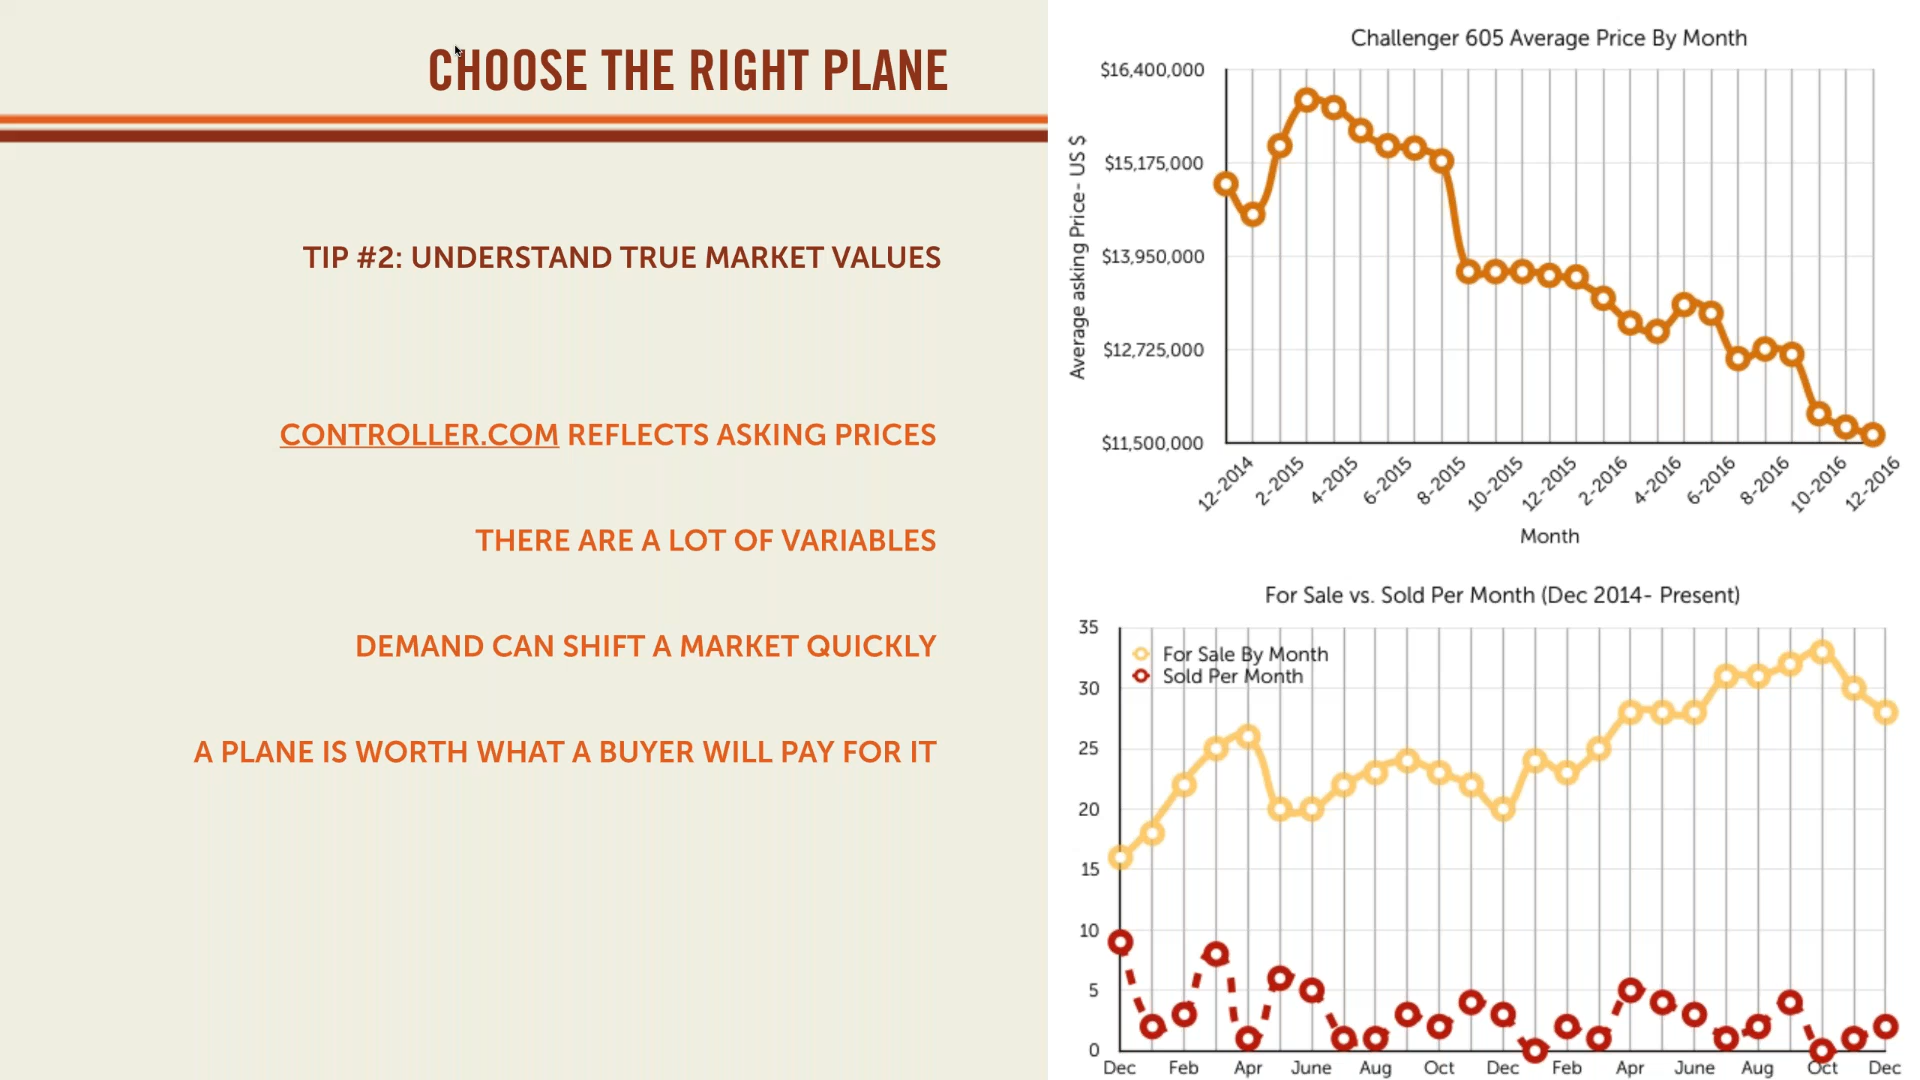 CHOOSE THE RIGHT PLANE
TIP #2: UNDERSTAND TRUE MARKET VALUES
CONTROLLER.COM REFLECTS ASKING PRICES
THERE ARE A LOT OF VARIABLES
DEMAND CAN SHIFT A MARKET QUICKLY
A PLANE IS WORTH WHAT A BUYER WILL PAY FOR IT
Challenger 605 Average Price By Month
Average asking Price- US $
$16,400,000
$15,175,000
$13,950,000
$12,725,000
$11,500,000
12-2014 2-2015 4-2015 6-2015 8-2015 10-2015 12-2015 2-2016 4-2016 6-2016 8-2016 10-2016 12-2016
Month
For Sale vs. Sold Per Month (Dec 2014- Present)
For Sale By Month
Sold Per Month
35
30
25
20
15
10
5
0
Dec Feb Apr June Aug Oct Dec Feb Apr June Aug Oct Dec